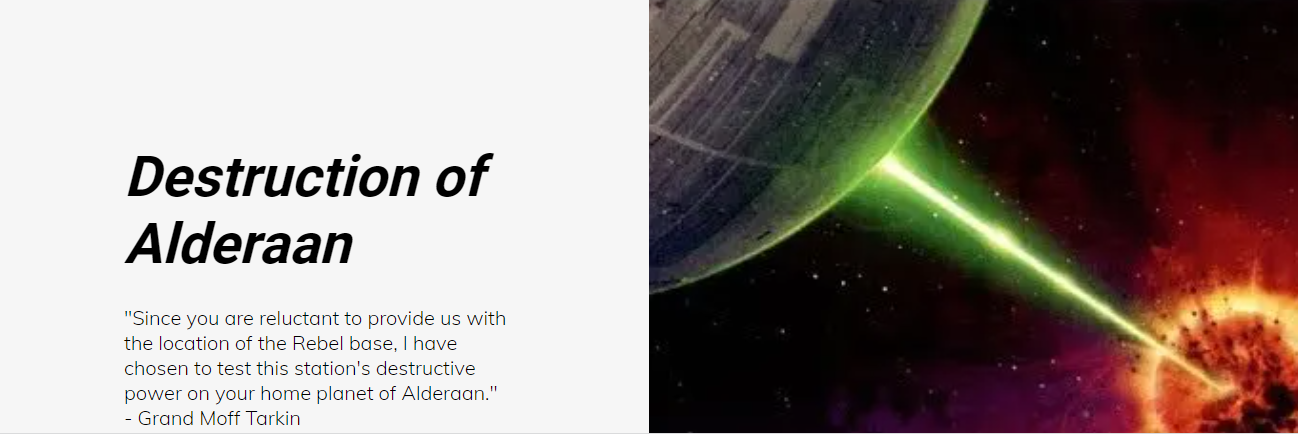 Destruction of
Alderaan
"Since you are reluctant to provide us with
the location of the Rebel base, I have
chosen to test this station's destructive
power on your home planet of Alderaan."
- Grand Moff Tarkin